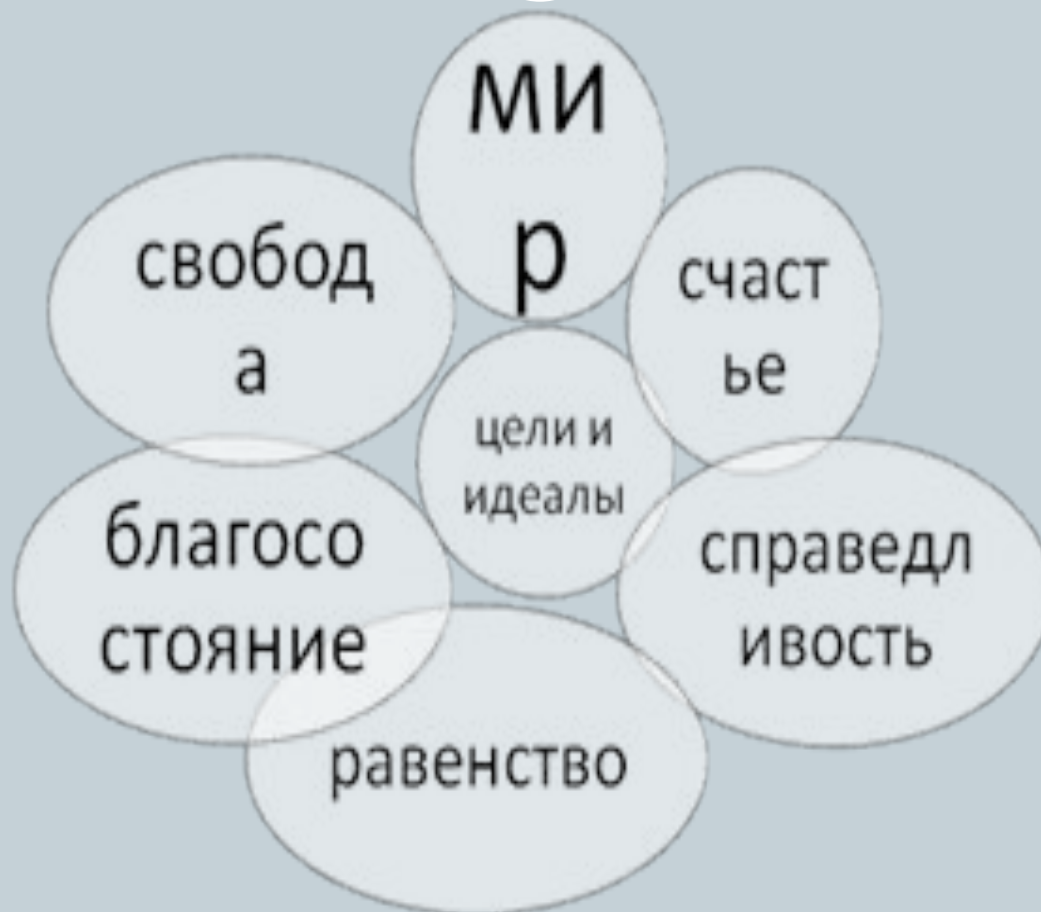 ми
р
свобод
а
счаст
ье
цели и
идеалы
благосо
стояние
справедл
ивость
равенство